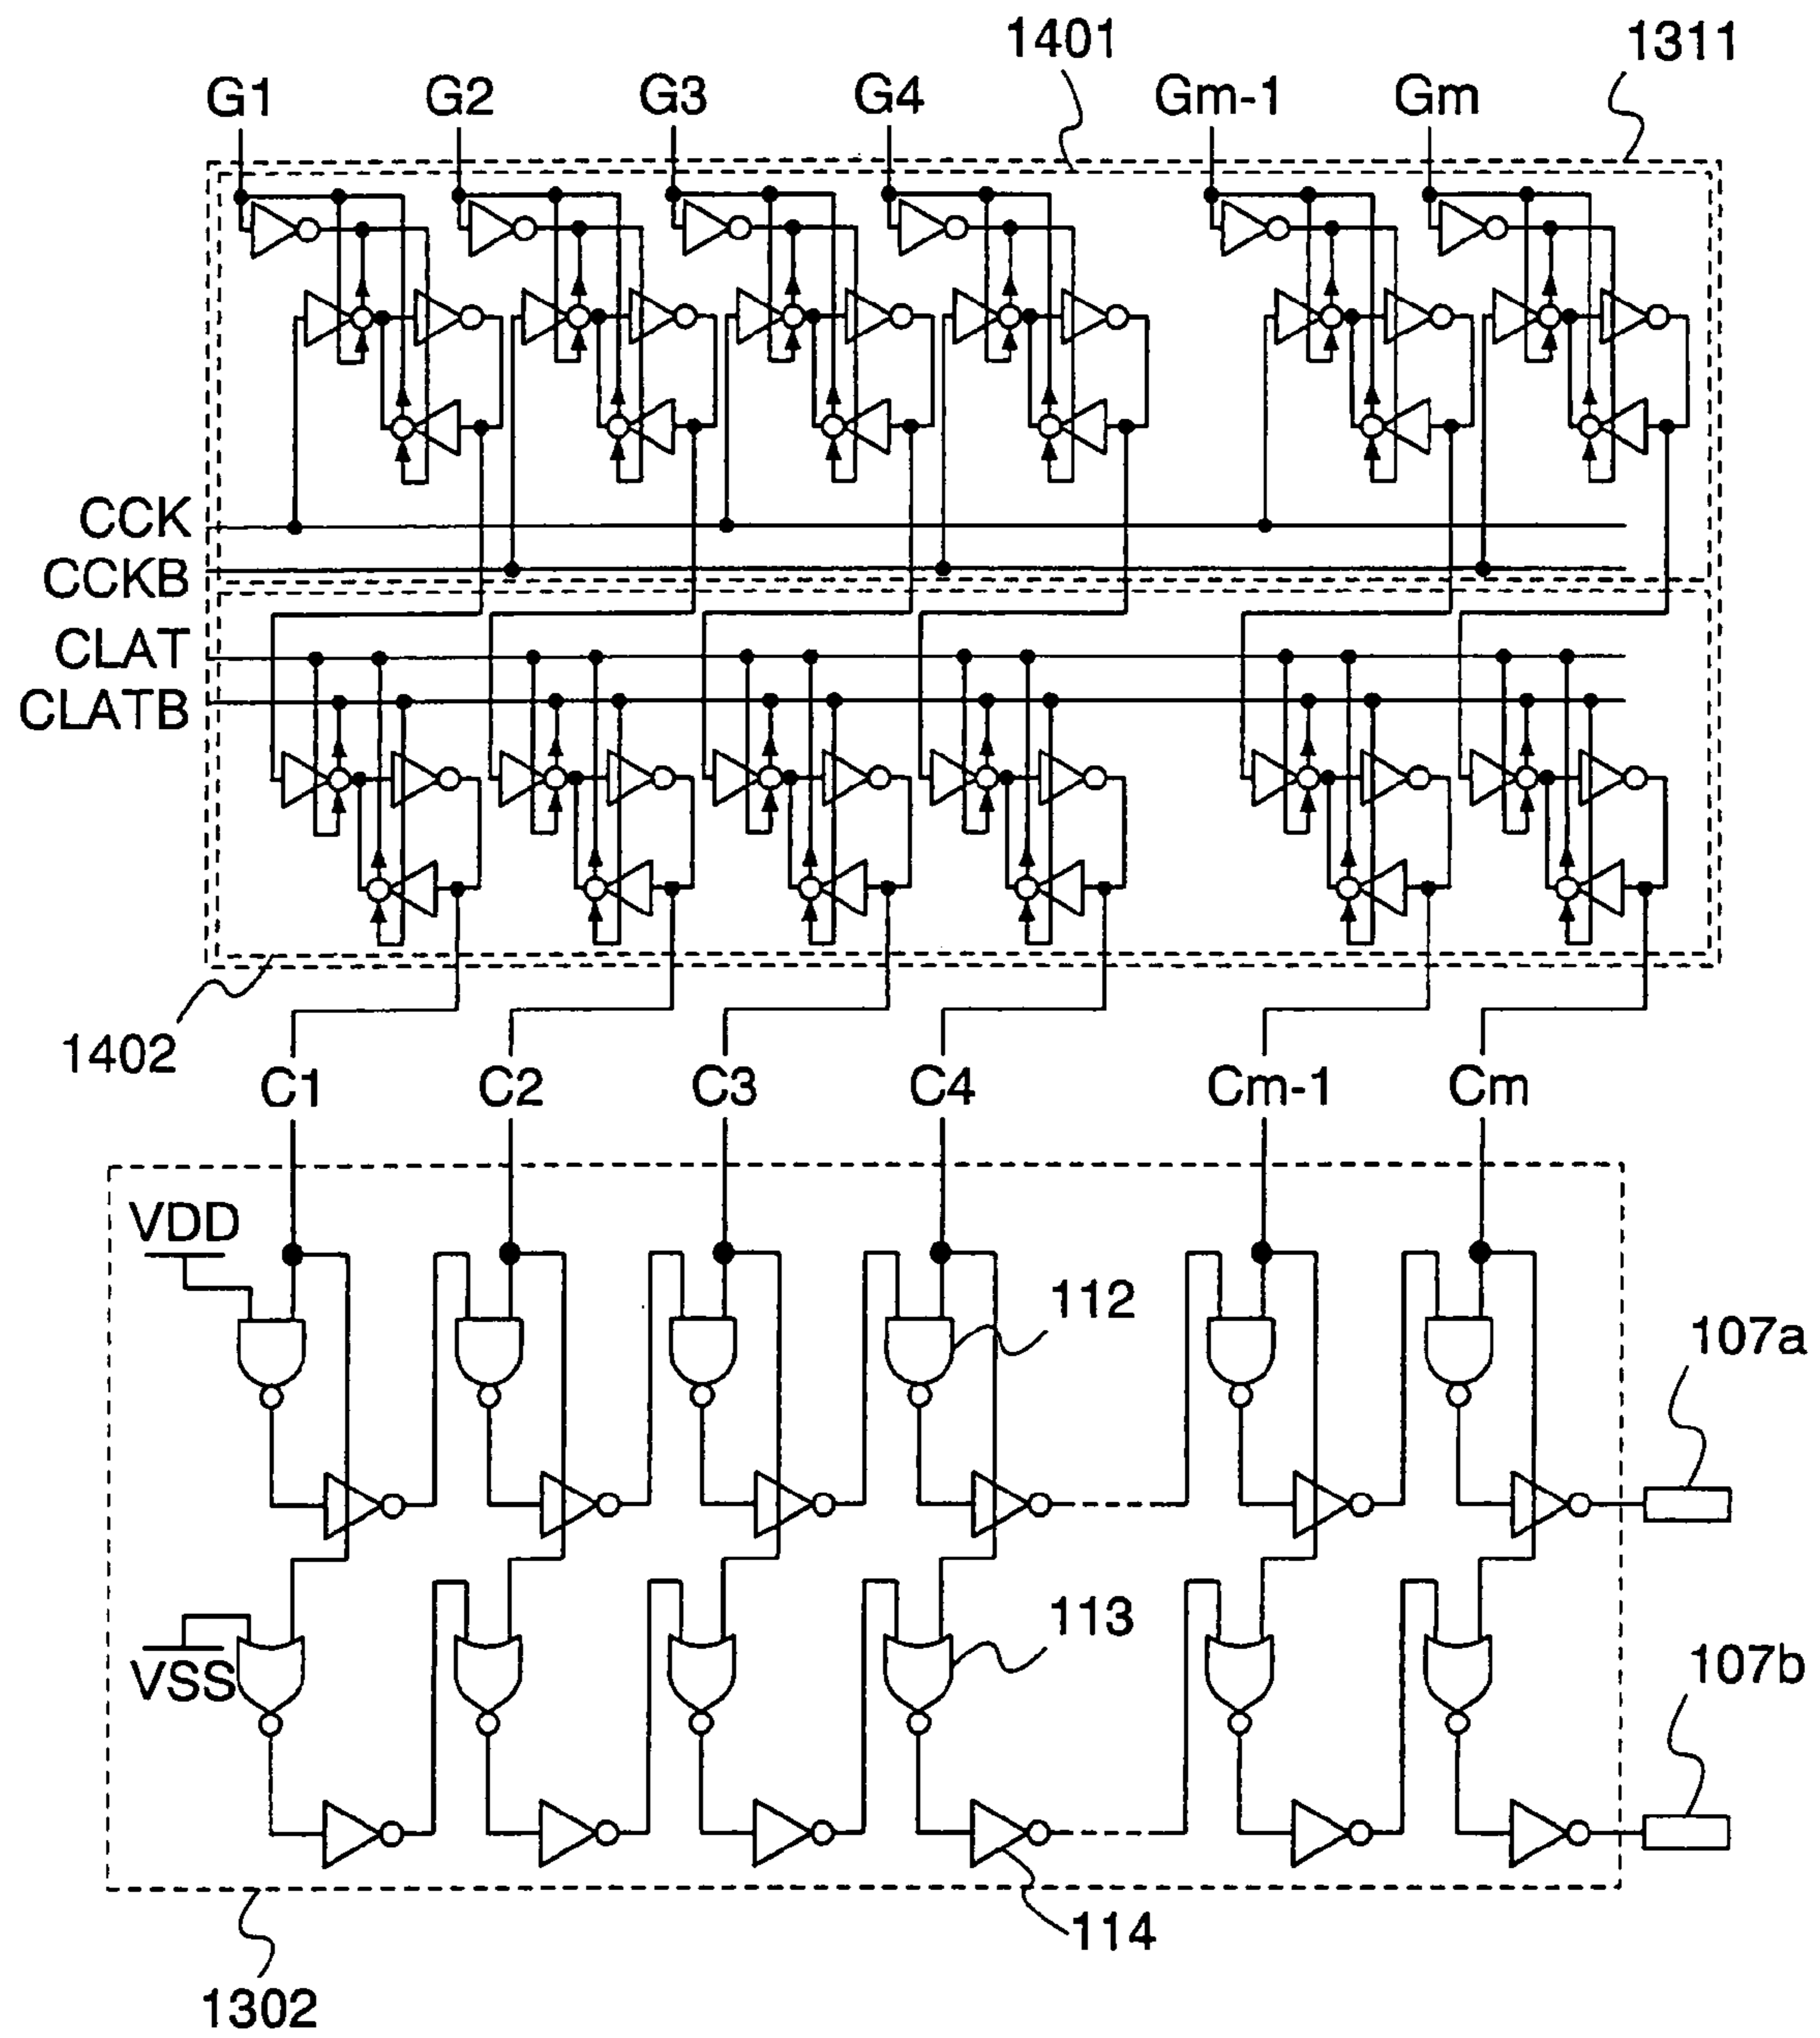 1401
1311
G1
G2
G3
G4
Gm-1
Gm
CCK
CCKB
CLAT
CLATB
1402
C1
C2
C3
C4
Cm-1
Cm
VDD
112
107a
VSS
113
107b
114
1302